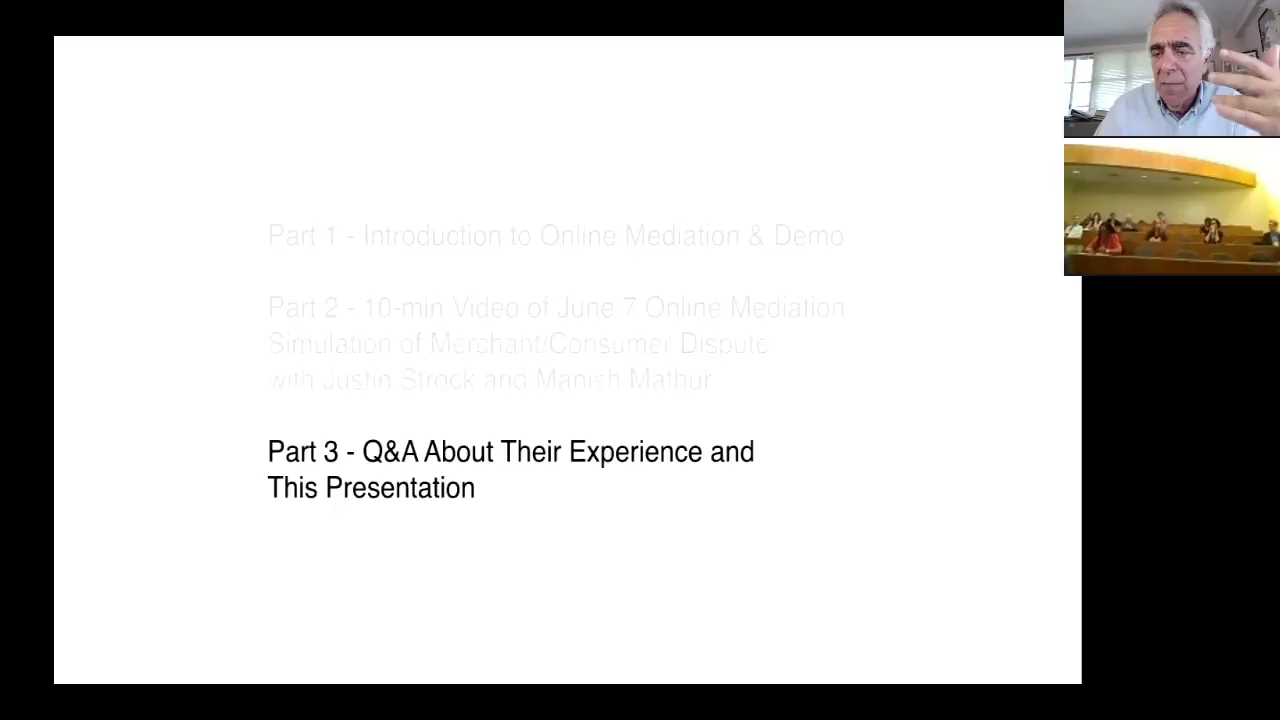 Part 1 - Introduction to Online Mediation & Demo
Part 2 - 10-min Video of June 7 Online Mediation
Simulation of Merchant/Consumer Dispute
with Justin Strock and Manish Mathur
Part 3 - Q&A About Their Experience and
This Presentation